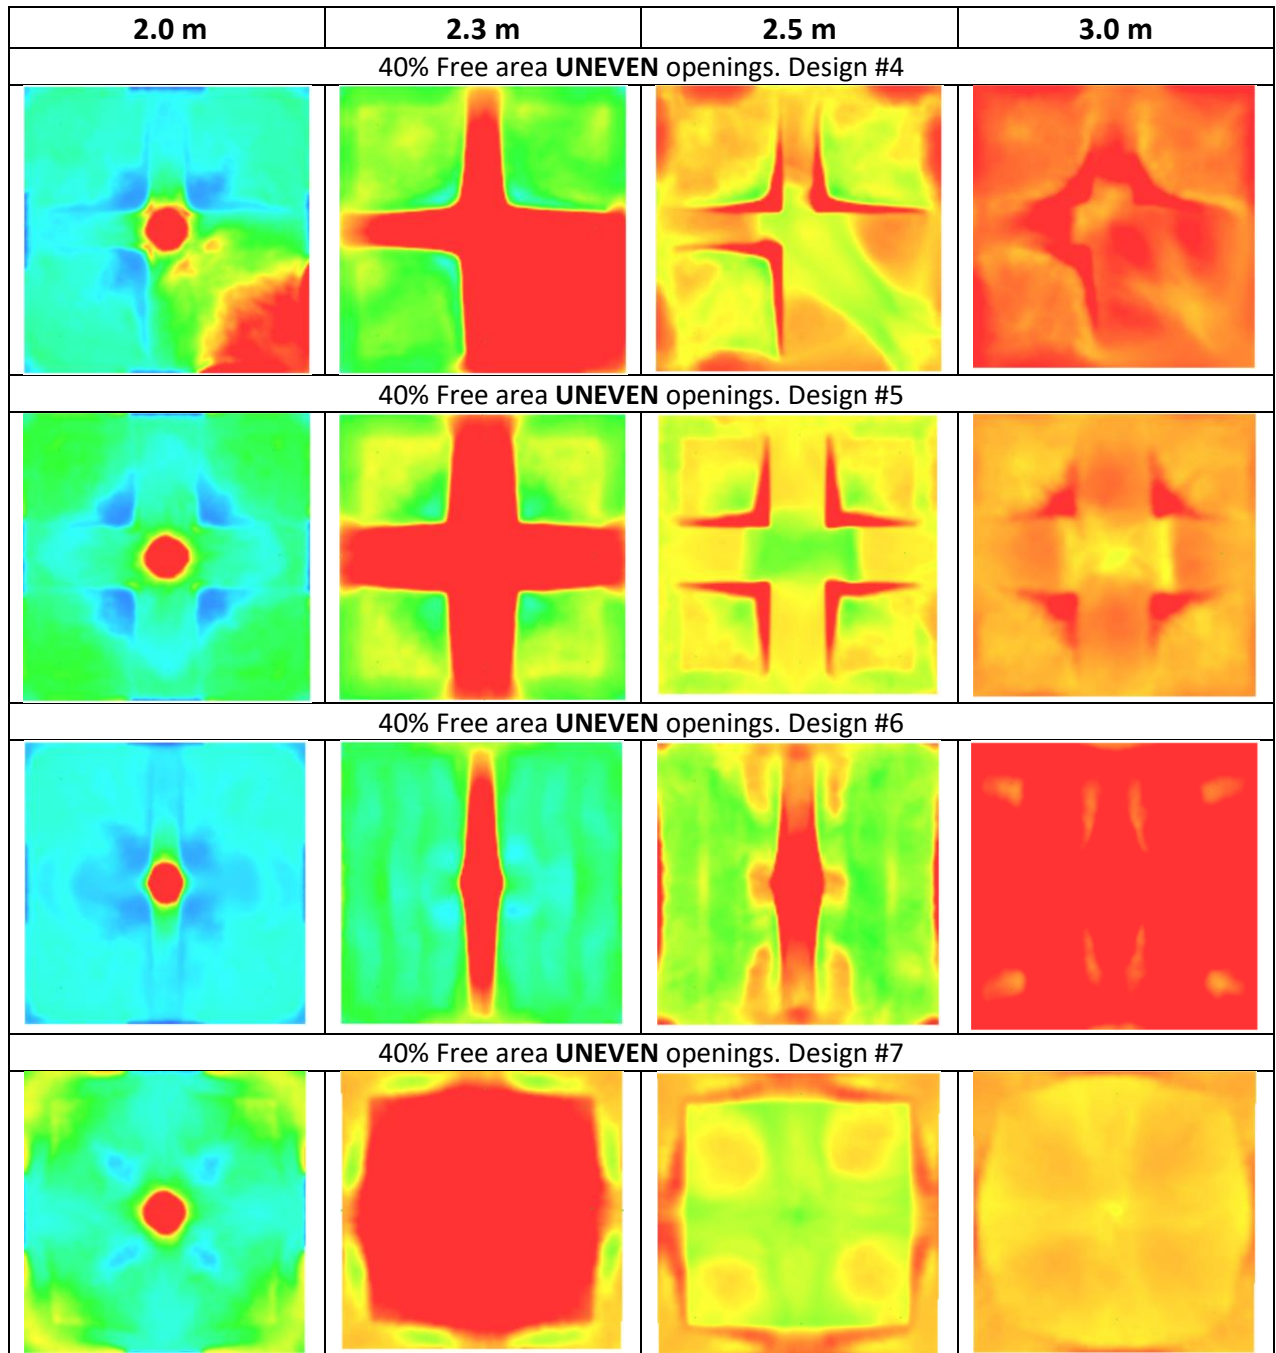 2.0 m 2.3 m 2.5 m 3.0 m
40% Free area UNEVEN openings. Design #4
40% Free area UNEVEN openings. Design #5
40% Free area UNEVEN openings. Design #6
40% Free area UNEVEN openings. Design #7